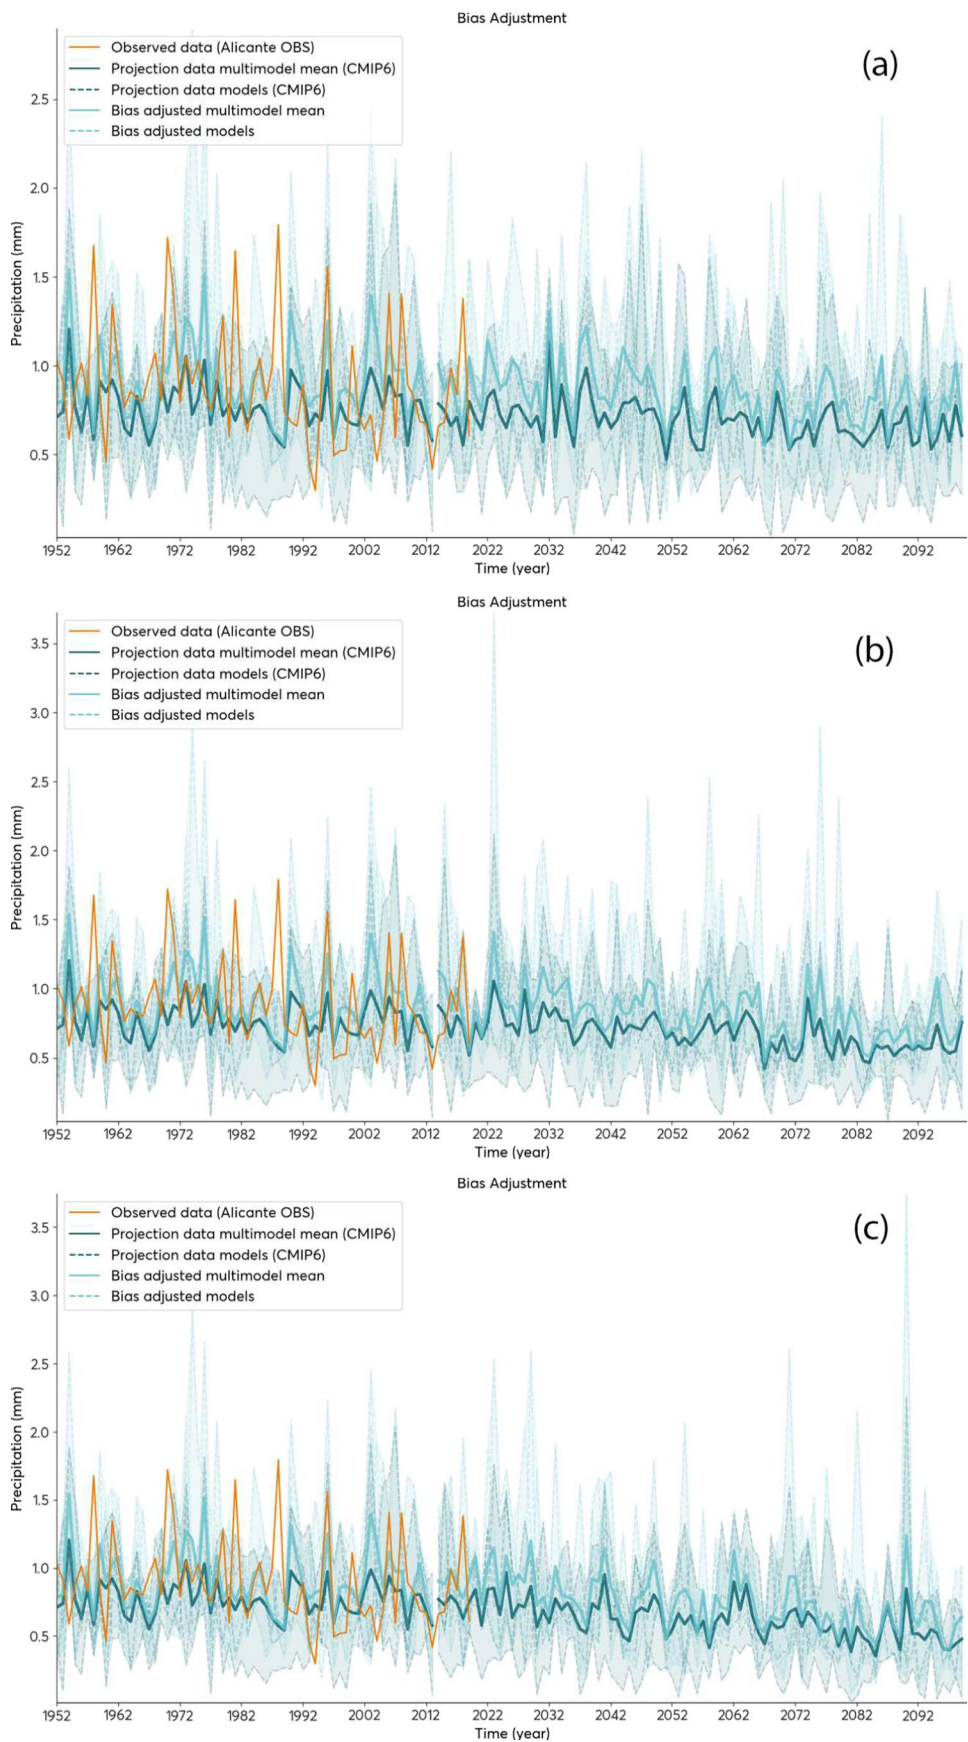 Bias Adjustment
(a)
Observed data (Alicante OBS)
Projection data multimodel mean (CMIP6)
Projection data models (CMIP6)
Bias adjusted multimodel mean
Bias adjusted models
Precipitation (mm)
2.5
2.0
1.5
1.0
0.5
1952 1962 1972 1982 1992 2002 2012 2022 2032 2042 2052 2062 2072 2082 2092
Time (year)
Bias Adjustment
(b)
Observed data (Alicante OBS)
Projection data multimodel mean (CMIP6)
Projection data models (CMIP6)
Bias adjusted multimodel mean
Bias adjusted models
Precipitation (mm)
3.5
3.0
2.5
2.0
1.5
1.0
0.5
1952 1962 1972 1982 1992 2002 2012 2022 2032 2042 2052 2062 2072 2082 2092
Time (year)
Bias Adjustment
(c)
Observed data (Alicante OBS)
Projection data multimodel mean (CMIP6)
Projection data models (CMIP6)
Bias adjusted multimodel mean
Bias adjusted models
Precipitation (mm)
3.5
3.0
2.5
2.0
1.5
1.0
0.5
1952 1962 1972 1982 1992 2002 2012 2022 2032 2042 2052 2062 2072 2082 2092
Time (year)